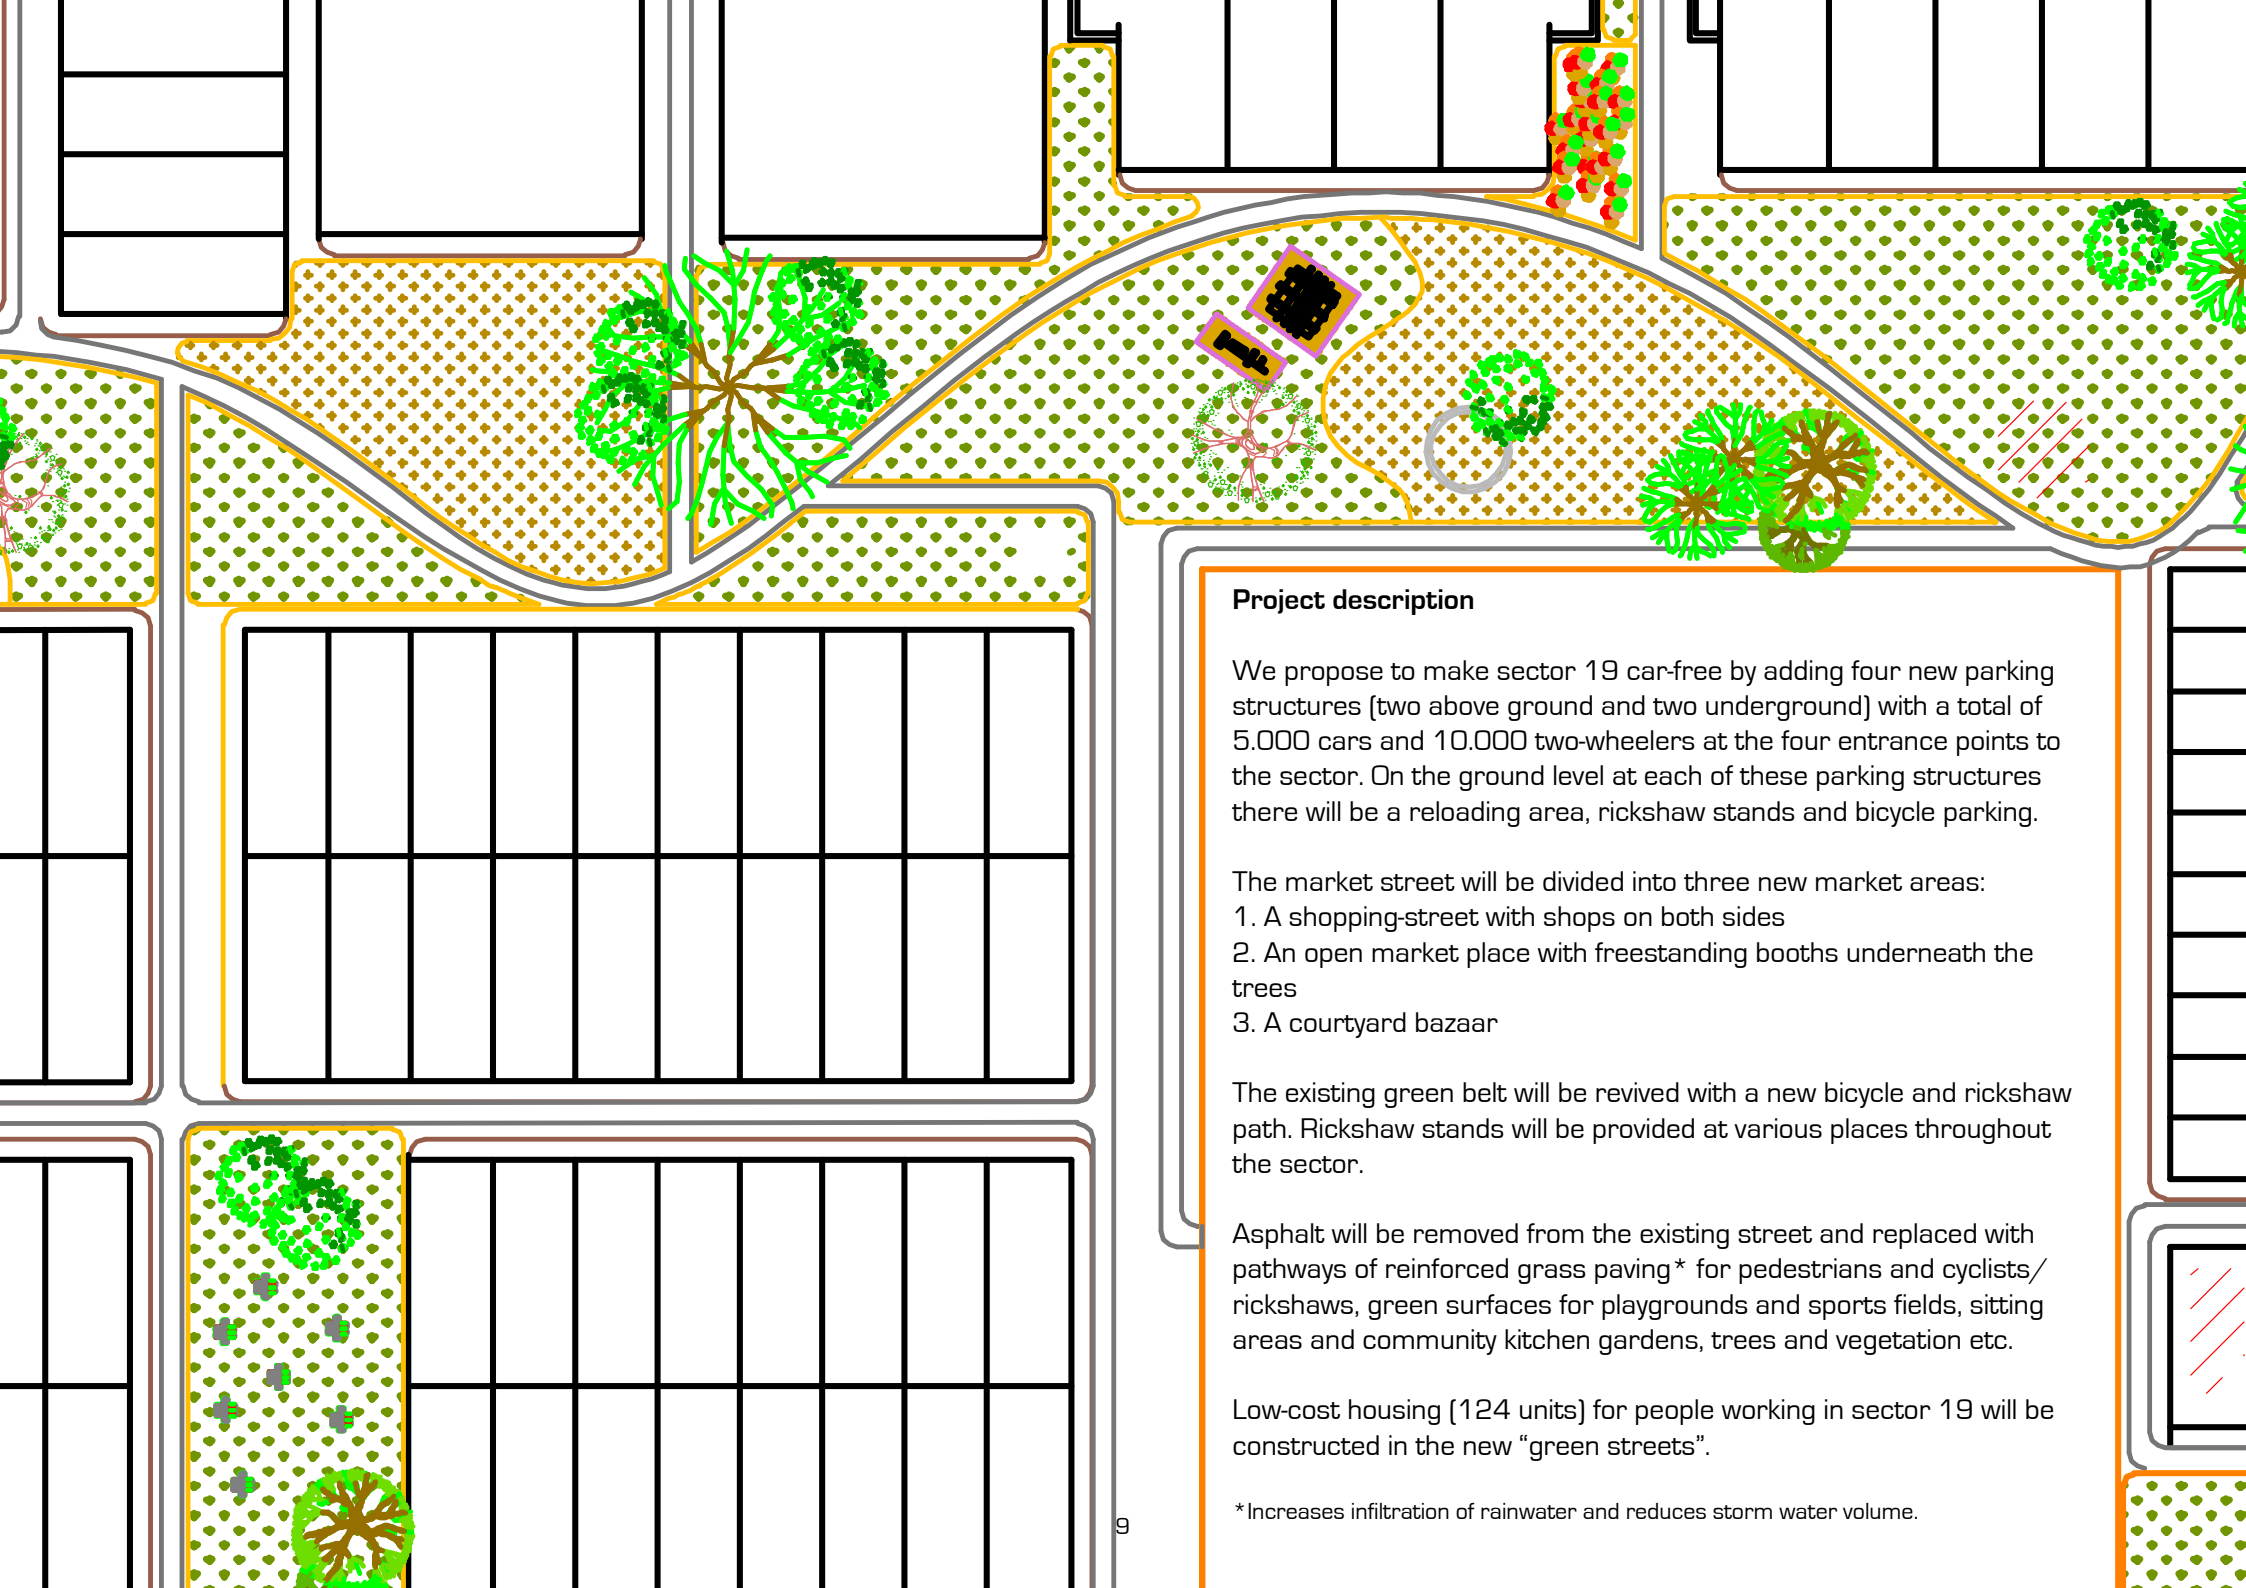 Project description
We propose to make sector 19 car-free by adding four new parking
structures (two above ground and two underground) with a total of
5.000 cars and 10.000 two-wheelers at the four entrance points to
the sector. On the ground level at each of these parking structures
there will be a reloading area, rickshaw stands and bicycle parking.
The market street will be divided into three new market areas:
1. A shopping-street with shops on both sides
2. An open market place with freestanding booths underneath the
trees
3. A courtyard bazaar
The existing green belt will be revived with a new bicycle and rickshaw
path. Rickshaw stands will be provided at various places throughout
the sector.
Asphalt will be removed from the existing street and replaced with
pathways of reinforced grass paving* for pedestrians and cyclists/
rickshaws, green surfaces for playgrounds and sports fields, sitting
areas and community kitchen gardens, trees and vegetation etc.
Low-cost housing (124 units) for people working in sector 19 will be
constructed in the new “green streets”.
*Increases infiltration of rainwater and reduces storm water volume.
9